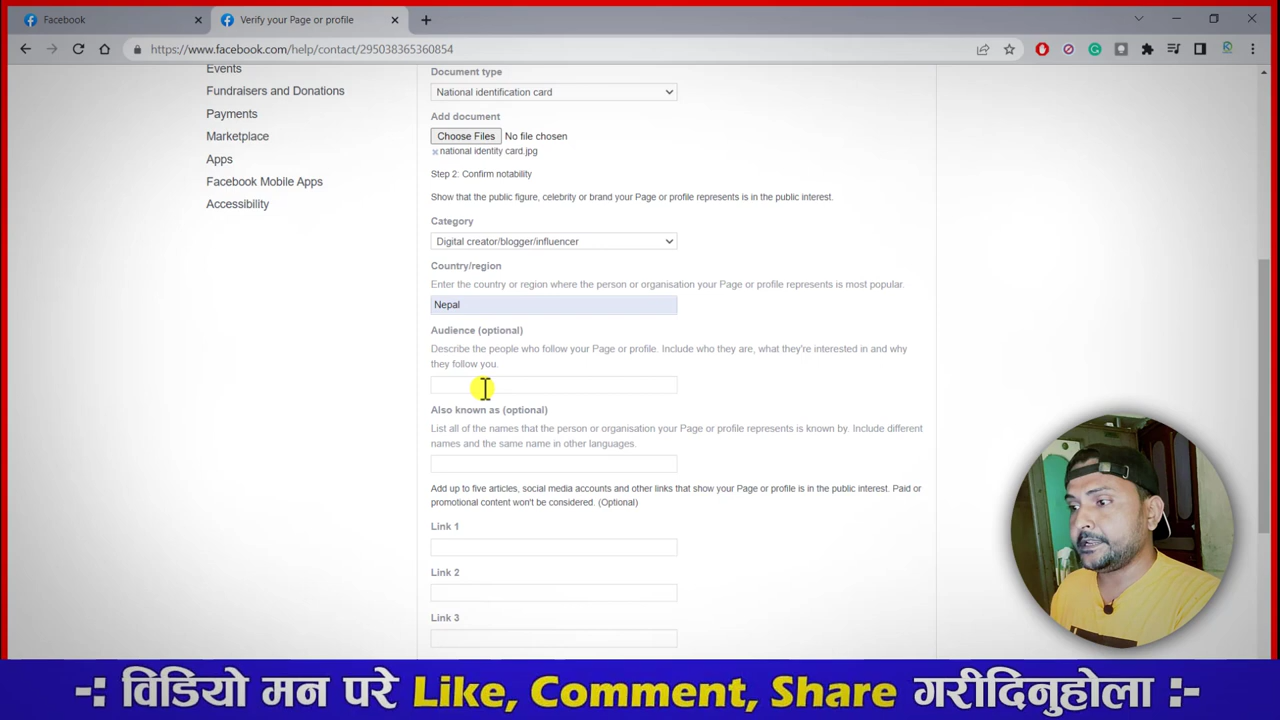 Facebook
Verify your Page or profile
https://www.facebook.com/help/contact/295038365360854
Events
Fundraisers and Donations
Payments
Marketplace
Apps
Facebook Mobile Apps
Accessibility
Document type
National identification card
Add document
Choose Files No file chosen
national identity card.jpg
Step 2: Confirm notability
Show that the public figure, celebrity or brand your Page or profile represents is in the public interest.
Category
Digital creator/blogger/influencer
Country/region
Enter the country or region where the person or organisation your Page or profile represents is most popular.
Nepal
Audience (optional)
Describe the people who follow your Page or profile. Include who they are, what they're interested in and why
they follow you.
Also known as (optional)
List all of the names that the person or organisation your Page or profile represents is known by. Include different
names and the same name in other languages.
Add up to five articles, social media accounts and other links that show your Page or profile is in the public interest. Paid or
promotional content won't be considered. (Optional)
Link 1
Link 2
Link 3
-: विडियो मन परे Like, Comment, Share गरीदिनुहोला :-